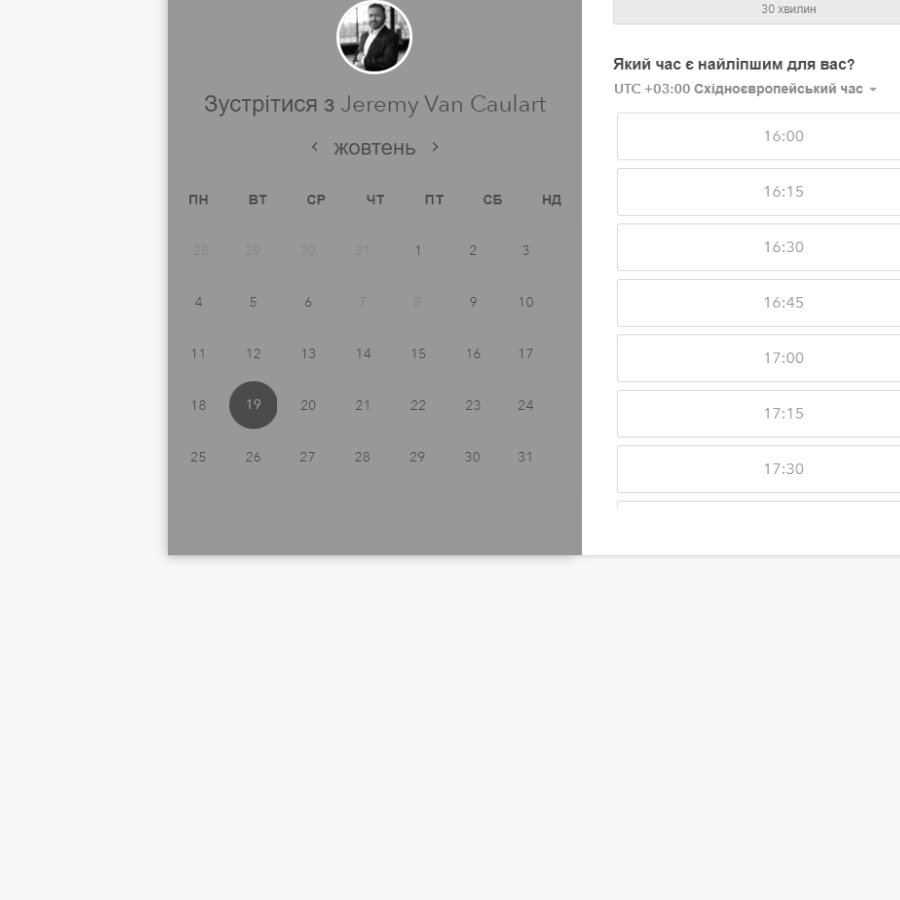 Зустрітися з Jeremy Van Caulart
жовтень
ПН ВТ СР ЧТ ПТ СБ НД
28 29 30 31 1 2 3
4 5 6 7 8 9 10
11 12 13 14 15 16 17
18 19 20 21 22 23 24
25 26 27 28 29 30 31
30 хвилин
Який час є найліпшим для вас?
UTC +03:00 Східноєвропейський час
16:00
16:15
16:30
16:45
17:00
17:15
17:30